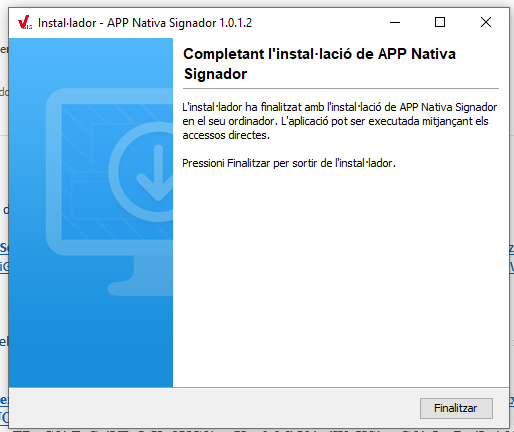 Instal·lador - APP Nativa Signador 1.0.1.2
Completant l'instal·lació de APP Nativa
Signador
L'instal·lador ha finalitzat amb l'instal·lació de APP Nativa Signador
en el seu ordinador. L'aplicació pot ser executada mitjançant els
accessos directes.
Pressioni Finalitzar per sortir de l'instal·lador.
Finalitzar